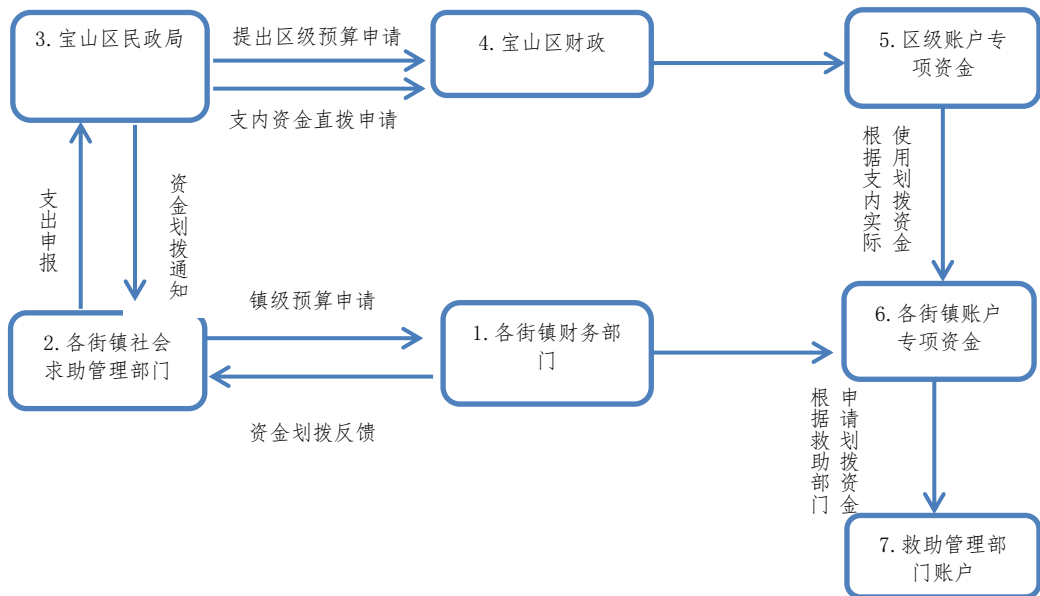 3.宝山区民政局
提出区级预算申请
4.宝山区财政
5.区级账户专
项资金
支内资金直拨申请
支出申报
资金划拨通知
根据支内实际
使用划拨资金
镇级预算申请
2.各街镇社会
求助管理部门
1.各街镇财务部
门
6.各街镇账户
专项资金
资金划拨反馈
根据救助部门
申请划拨资金
7.救助管理部
门账户